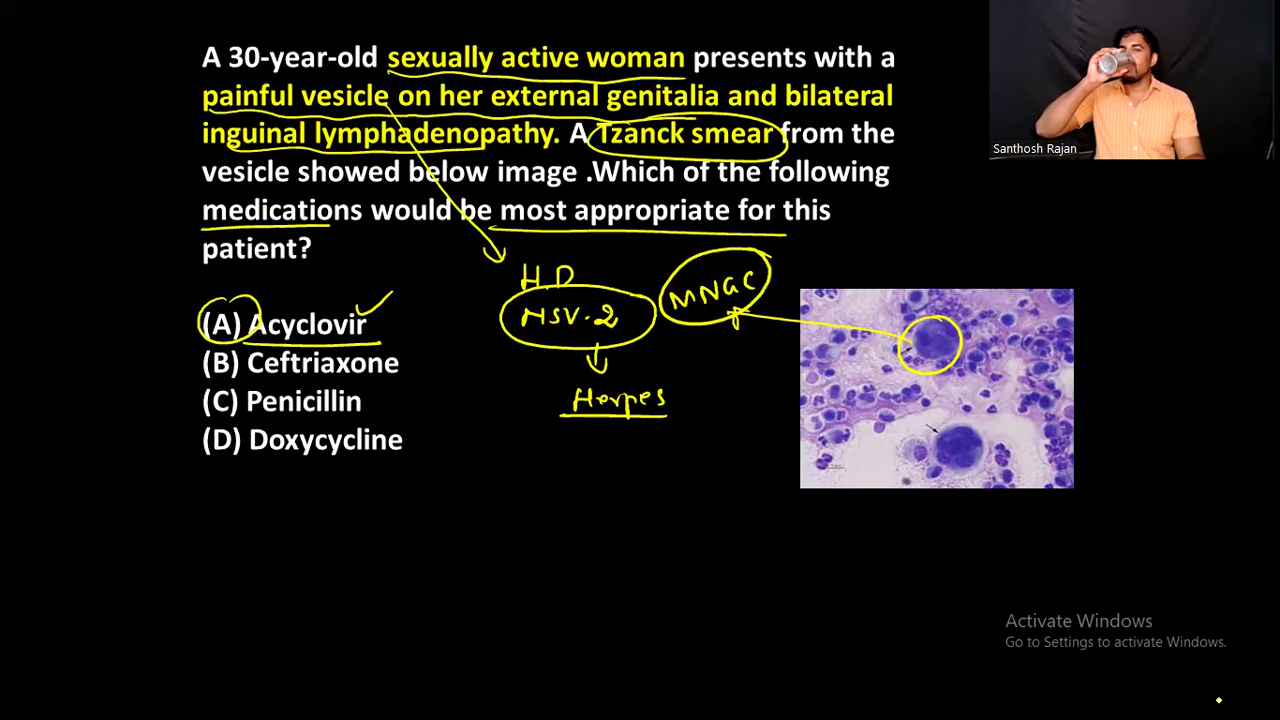 A 30-year-old sexually active woman presents with a
painful vesicle on her external genitalia and bilateral
inguinal lymphadenopathy. A Tzanck smear from the
vesicle showed below image .Which of the following
medications would be most appropriate for this
patient?
(A) Acyclovir
(B) Ceftriaxone
(C) Penicillin
(D) Doxycycline
H.D
HSV-2
Herpes
MNGC
Santhosh Rajan
Activate Windows
Go to Settings to activate Windows.